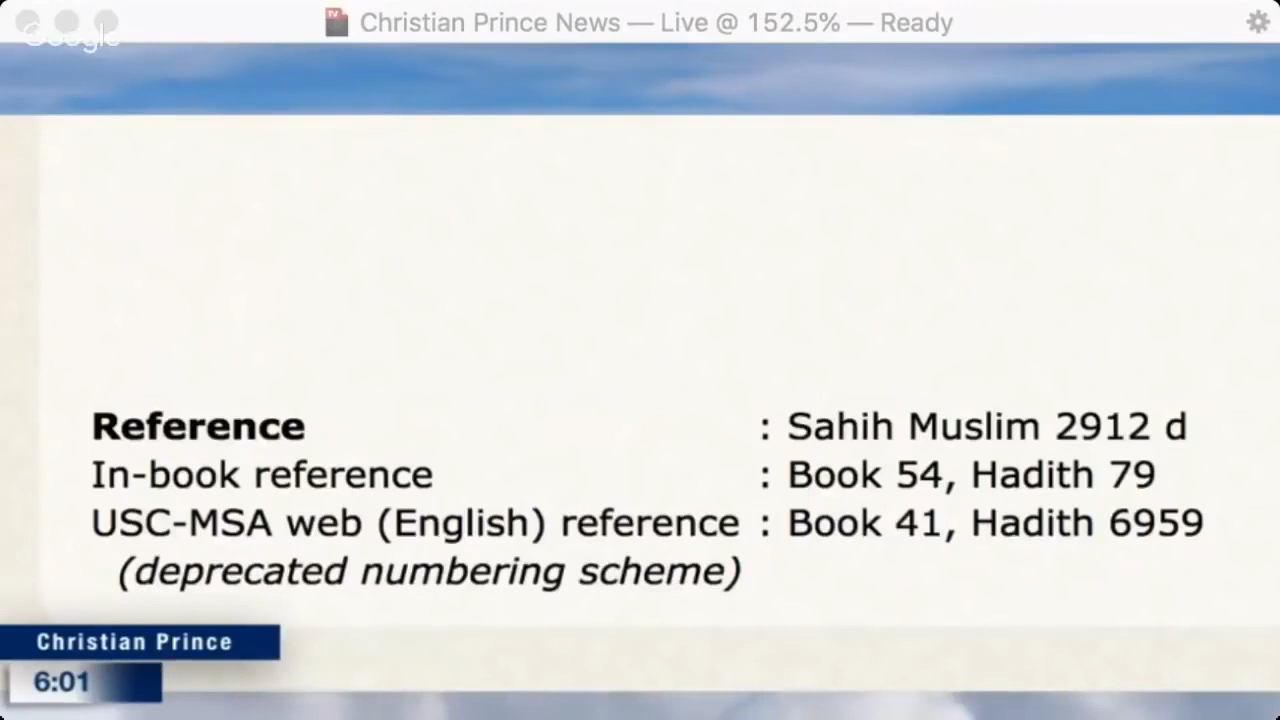 Christian Prince News — Live @ 152.5% — Ready
Google
Reference : Sahih Muslim 2912 d
In-book reference : Book 54, Hadith 79
USC-MSA web (English) reference : Book 41, Hadith 6959
(deprecated numbering scheme)
Christian Prince
6:01